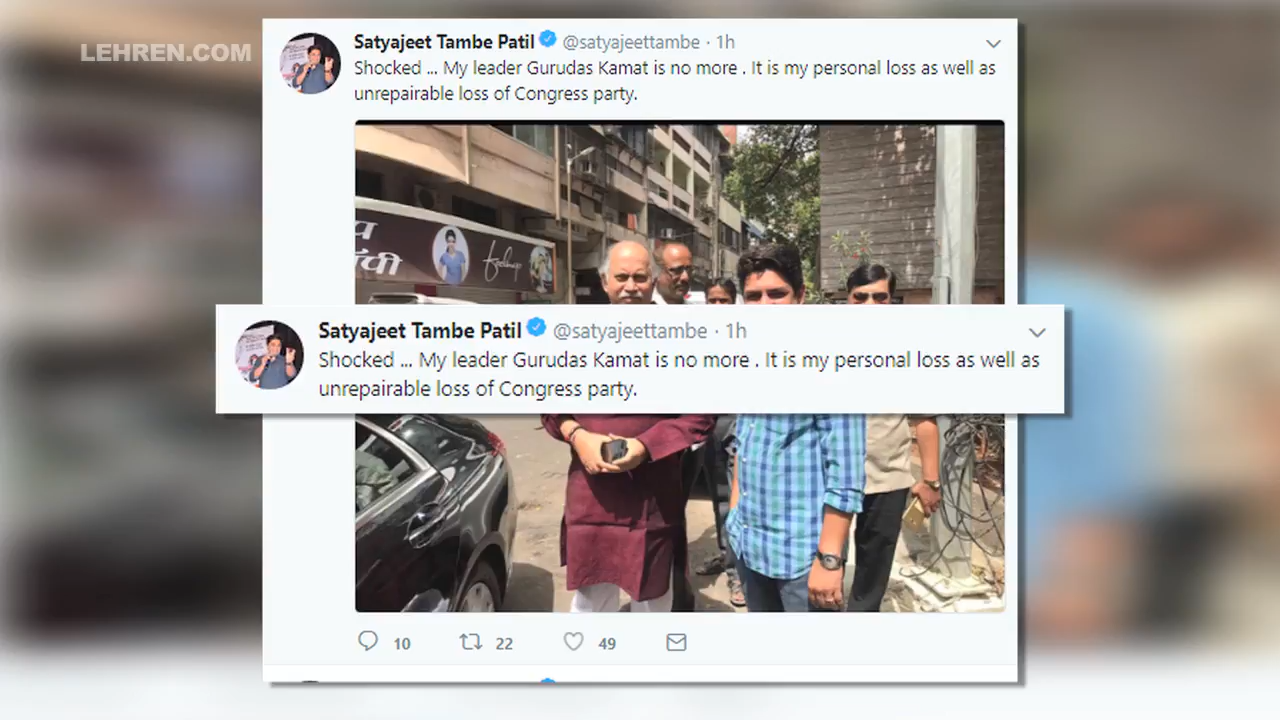 LEHREN.COM
Satyajeet Tambe Patil @satyajeettambe · 1h
Shocked ... My leader Gurudas Kamat is no more . It is my personal loss as well as
unrepairable loss of Congress party.
Satyajeet Tambe Patil @satyajeettambe · 1h
Shocked ... My leader Gurudas Kamat is no more . It is my personal loss as well as
unrepairable loss of Congress party.
10 22 49